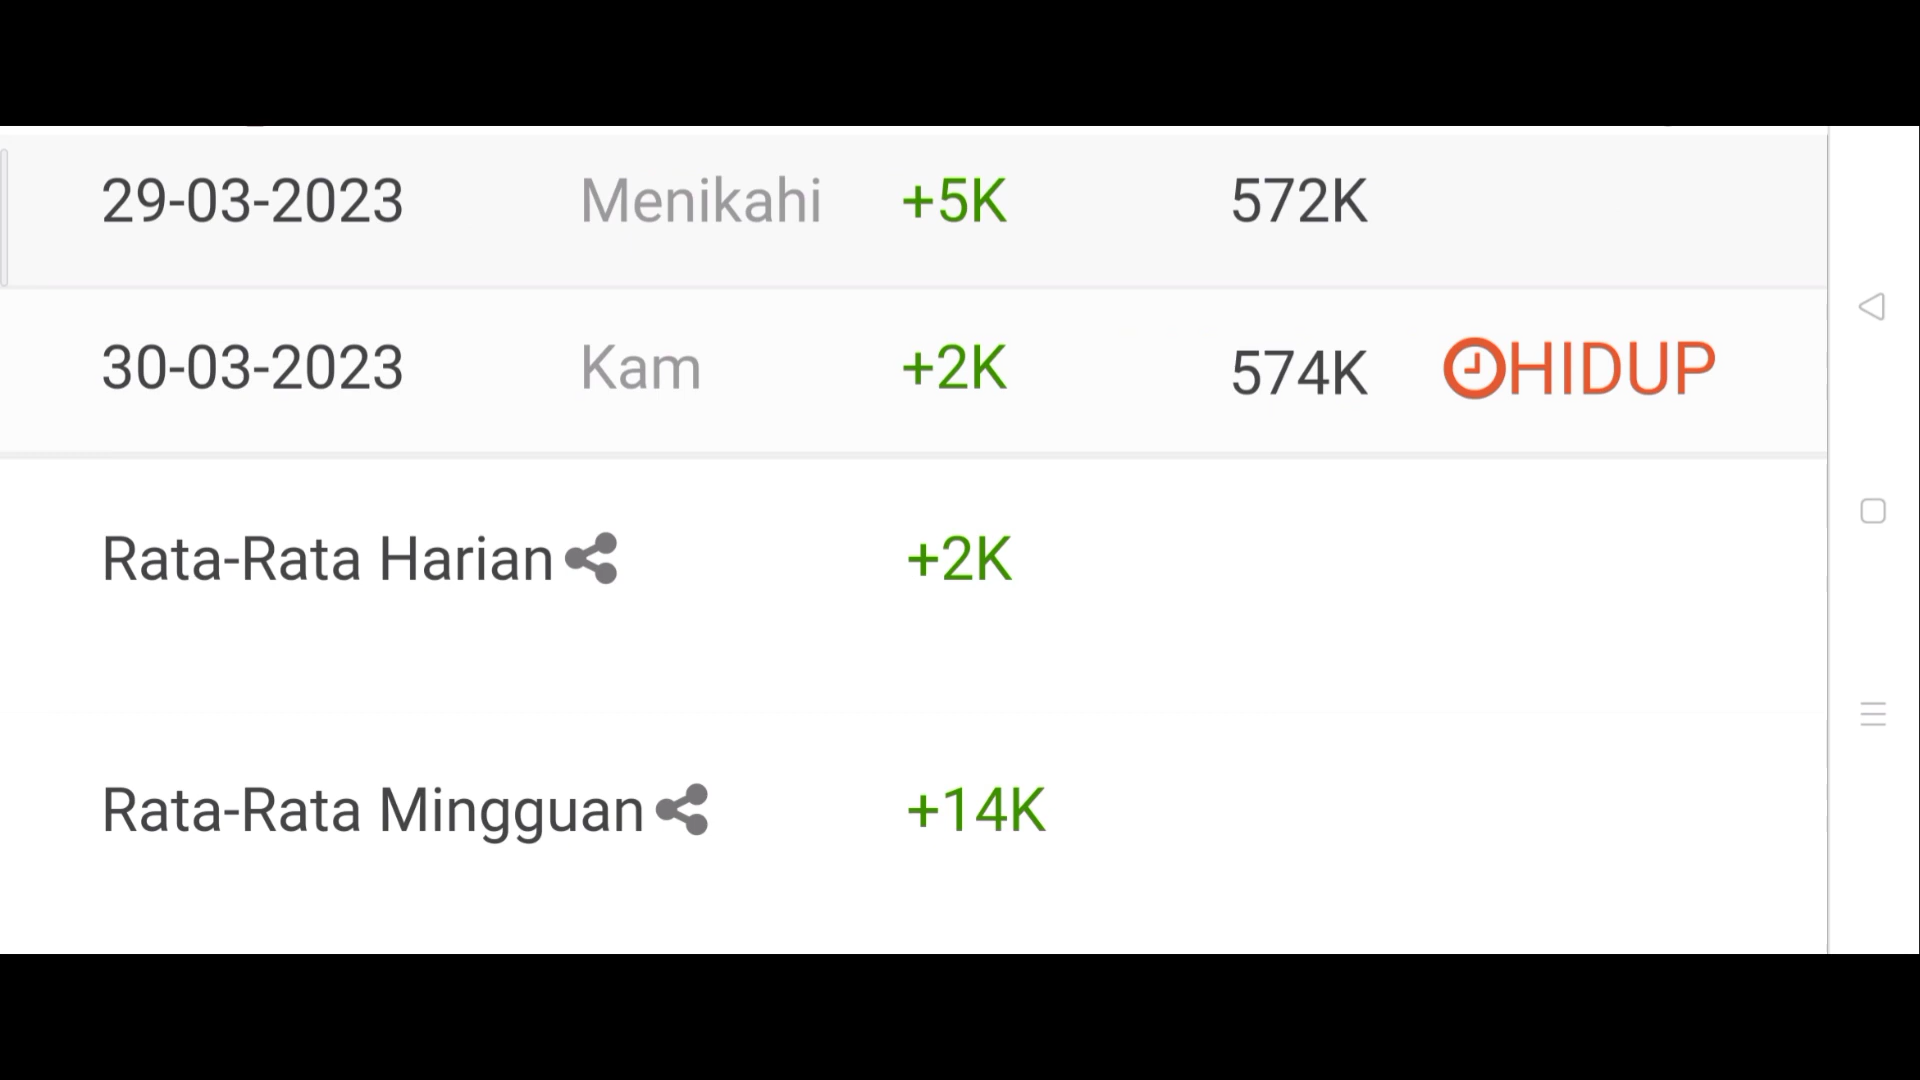 29-03-2023 Menikahi +5K 572K
30-03-2023 Kam +2K 574K HIDUP
Rata-Rata Harian +2K
Rata-Rata Mingguan +14K